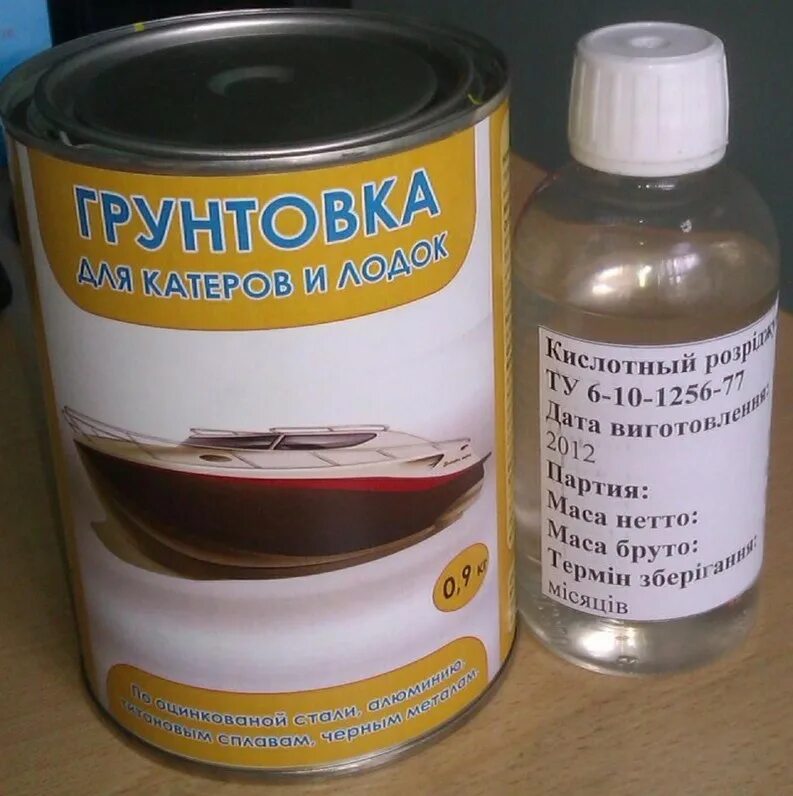 ГРУНТОВКА
ДЛЯ КАТЕРОВ И ЛОДОК
0,9 кг
По оцинкованой стали, алюминию,
титановым сплавам, черным металам.
Кислотный розріджу
ТУ 6-10-1256-77
Дата виготовлення:
2012
Партия:
Маса нетто:
Маса бруто:
Термін зберігання:
місяців